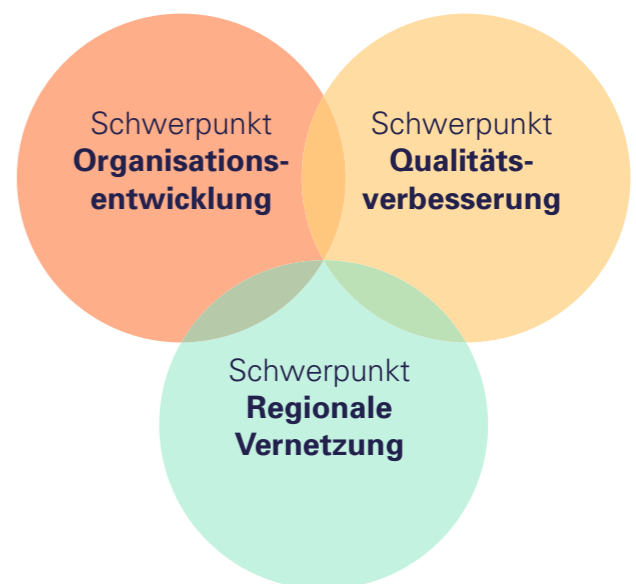 Schwerpunkt
Organisations-
entwicklung
Schwerpunkt
Qualitäts-
verbesserung
Schwerpunkt
Regionale
Vernetzung